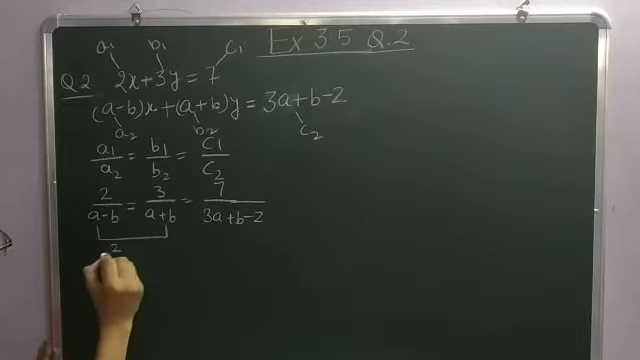 Ex 3.5 Q.2
a1 b1 c1
Q2 2x+3y=7
(a-b)x+(a+b)y=3a+b-2
a2 b2 c2
a1/a2 = b1/b2 = c1/c2
2/(a-b) = 3/(a+b) = 7/(3a+b-2)
2